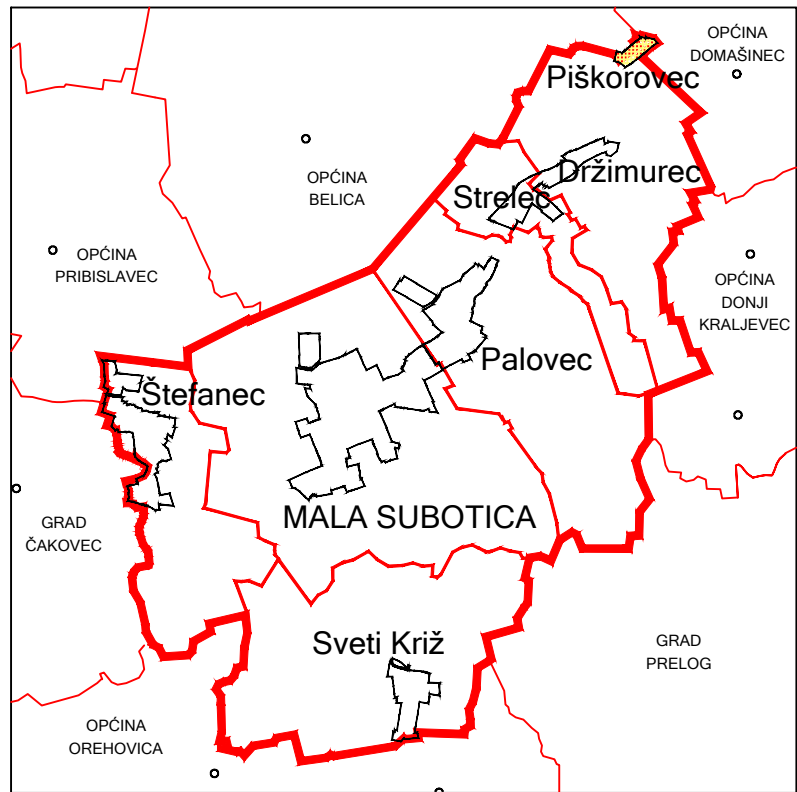 OPĆINA
DOMAŠINEC
Piškorovec
OPĆINA
BELICA
Držimurec
Strelec
OPĆINA
PRIBISLAVEC
OPĆINA
DONJI
KRALJEVEC
Palovec
Štefanec
MALA SUBOTICA
GRAD
ČAKOVEC
Sveti Križ
GRAD
PRELOG
OPĆINA
OREHOVICA